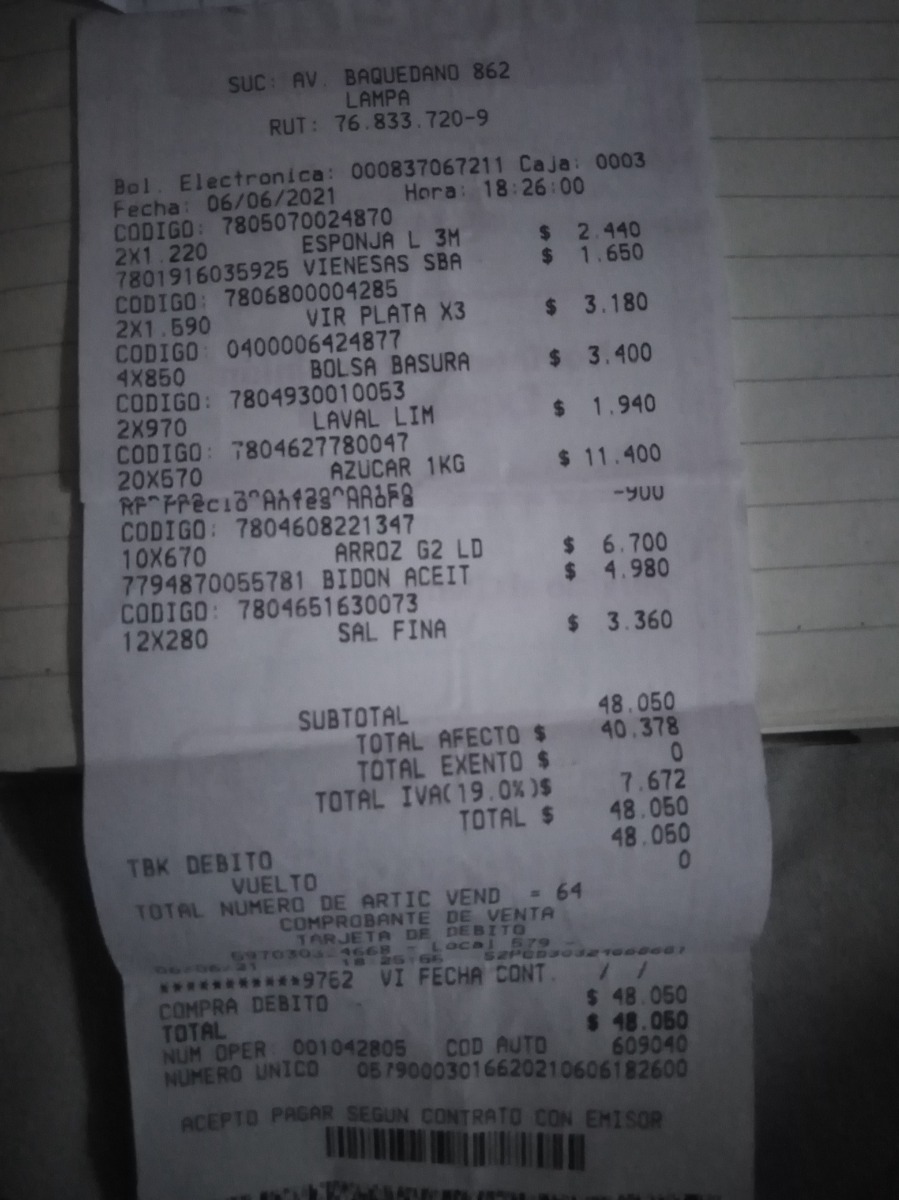 SUC: AV. BAQUEDANO 862
LAMPA
RUT: 76.833.720-9
Bol. Electronica: 000837067211 Caja: 0003
Fecha: 06/06/2021 Hora: 18:26:00
CODIGO: 7805070024870
2X1.220 ESPONJA L 3M $ 2.440
7801916035925 VIENESAS SBA $ 1.650
CODIGO: 7806800004285
2X1.590 VIR PLATA X3 $ 3.180
CODIGO: 0400006424877
4X850 BOLSA BASURA $ 3.400
CODIGO: 7804930010053
2X970 LAVAL LIM $ 1.940
CODIGO: 7804627780047
20X570 AZUCAR 1KG $ 11.400
-900
CODIGO: 7804608221347
10X670 ARROZ G2 LD $ 6.700
7794870055781 BIDON ACEIT $ 4.980
CODIGO: 7804651630073
12X280 SAL FINA $ 3.360
SUBTOTAL 48.050
TOTAL AFECTO $ 40.378
TOTAL EXENTO $ 0
TOTAL IVA(19.0%)$ 7.672
TOTAL $ 48.050
TBK DEBITO 48.050
VUELTO 0
TOTAL NUMERO DE ARTIC VEND = 64
COMPROBANTE DE VENTA
TARJETA DE DEBITO
- Local 579 -
06/06/21
***********9762 VI FECHA CONT. / /
COMPRA DEBITO $ 48.050
TOTAL $ 48.050
NUM OPER 001042805 COD AUTO 609040
NUMERO UNICO 05790003016620210606182600
ACEPTO PAGAR SEGUN CONTRATO CON EMISOR